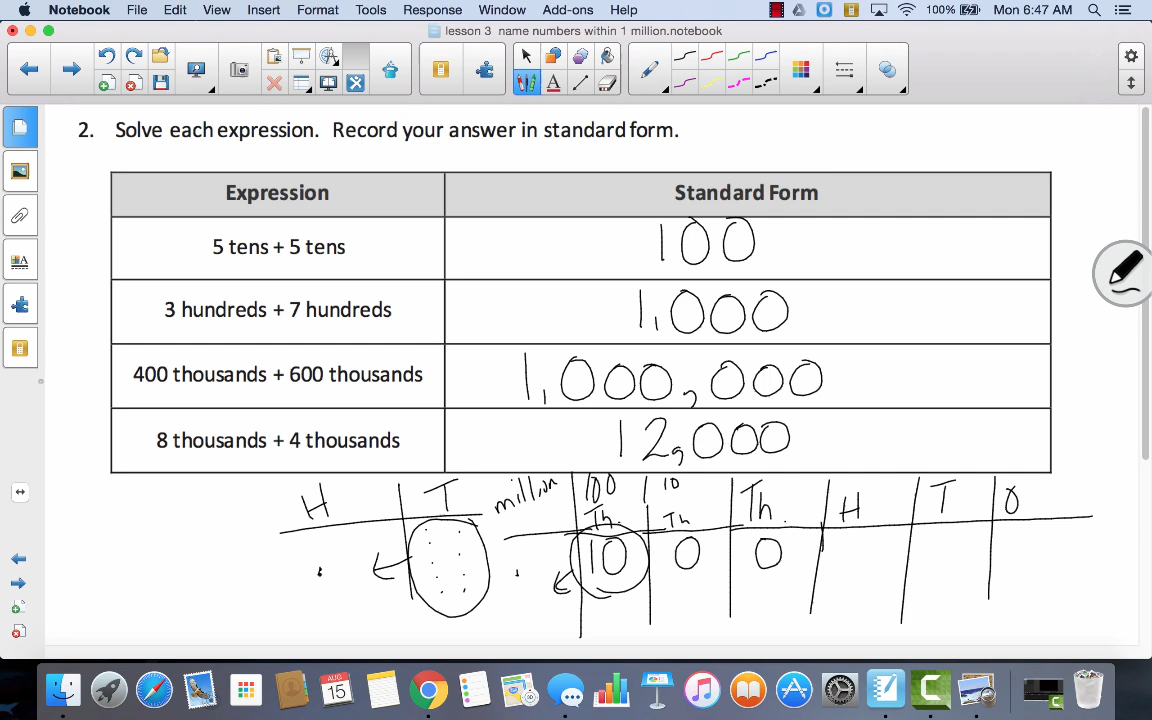 Notebook File Edit View Insert Format Tools Response Window Add-ons Help 100% Mon 6:47 AM
lesson 3 name numbers within 1 million.notebook
2. Solve each expression. Record your answer in standard form.
Expression Standard Form
5 tens + 5 tens 100
3 hundreds + 7 hundreds 1,000
400 thousands + 600 thousands 1,000,000
8 thousands + 4 thousands 12,000
H T million 100 Th. 10 Th Th. H T O
10 0 0
AUG 15